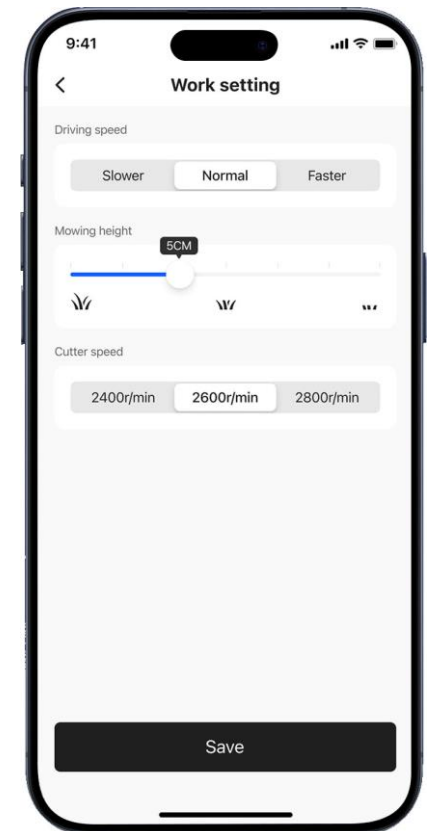 9:41
Work setting
Driving speed
Slower Normal Faster
Mowing height
5CM
Cutter speed
2400r/min 2600r/min 2800r/min
Save